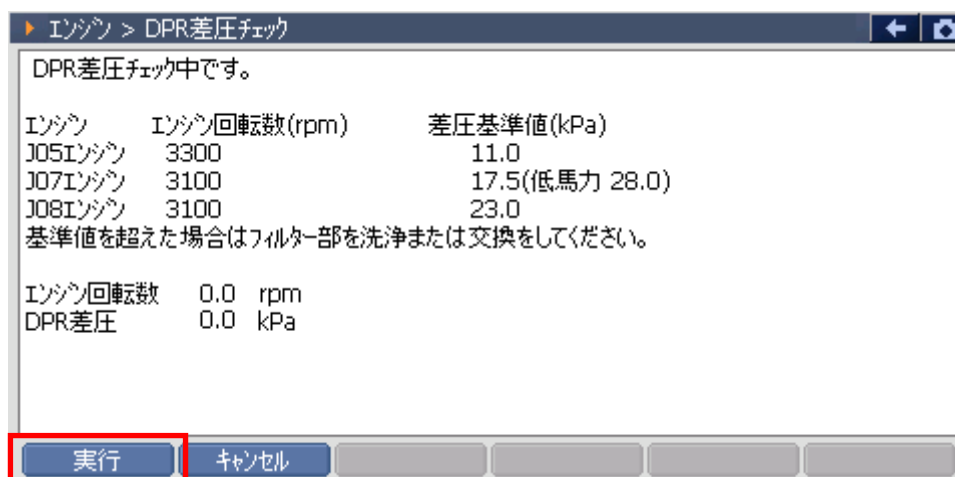 エンジン > DPR差圧チェック
DPR差圧チェック中です。
エンジン エンジン回転数(rpm) 差圧基準値(kPa)
J05エンジン 3300 11.0
J07エンジン 3100 17.5(低馬力 28.0)
J08エンジン 3100 23.0
基準値を超えた場合はフィルター部を洗浄または交換をしてください。
エンジン回転数 0.0 rpm
DPR差圧 0.0 kPa
実行 キャンセル